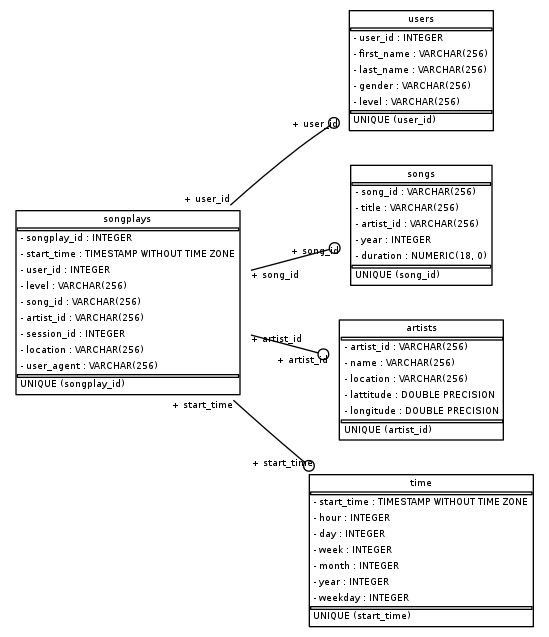 users
- user_id : INTEGER
- first_name : VARCHAR(256)
- last_name : VARCHAR(256)
- gender : VARCHAR(256)
- level : VARCHAR(256)
UNIQUE (user_id)
+ user_id
+ user_id
songs
- song_id : VARCHAR(256)
- title : VARCHAR(256)
- artist_id : VARCHAR(256)
- year : INTEGER
- duration : NUMERIC(18, 0)
UNIQUE (song_id)
songplays
- songplay_id : INTEGER
- start_time : TIMESTAMP WITHOUT TIME ZONE
- user_id : INTEGER
- level : VARCHAR(256)
- song_id : VARCHAR(256)
- artist_id : VARCHAR(256)
- session_id : INTEGER
- location : VARCHAR(256)
- user_agent : VARCHAR(256)
UNIQUE (songplay_id)
+ song_id
+ song_id
artists
- artist_id : VARCHAR(256)
- name : VARCHAR(256)
- location : VARCHAR(256)
- lattitude : DOUBLE PRECISION
- longitude : DOUBLE PRECISION
UNIQUE (artist_id)
+ artist_id
+ artist_id
+ start_time
+ start_time
time
- start_time : TIMESTAMP WITHOUT TIME ZONE
- hour : INTEGER
- day : INTEGER
- week : INTEGER
- month : INTEGER
- year : INTEGER
- weekday : INTEGER
UNIQUE (start_time)